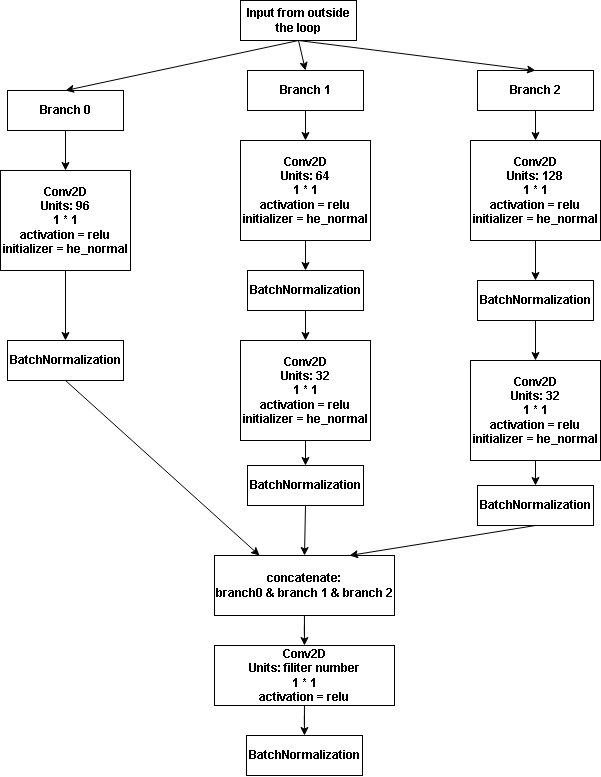 Input from outside
the loop
Branch 0
Branch 1
Branch 2
Conv2D
Units: 96
1 * 1
activation = relu
initializer = he_normal
Conv2D
Units: 64
1 * 1
activation = relu
initializer = he_normal
Conv2D
Units: 128
1 * 1
activation = relu
initializer = he_normal
BatchNormalization
BatchNormalization
BatchNormalization
Conv2D
Units: 32
1 * 1
activation = relu
initializer = he_normal
Conv2D
Units: 32
1 * 1
activation = relu
initializer = he_normal
BatchNormalization
BatchNormalization
concatenate:
branch0 & branch 1 & branch 2
Conv2D
Units: filiter number
1 * 1
activation = relu
BatchNormalization